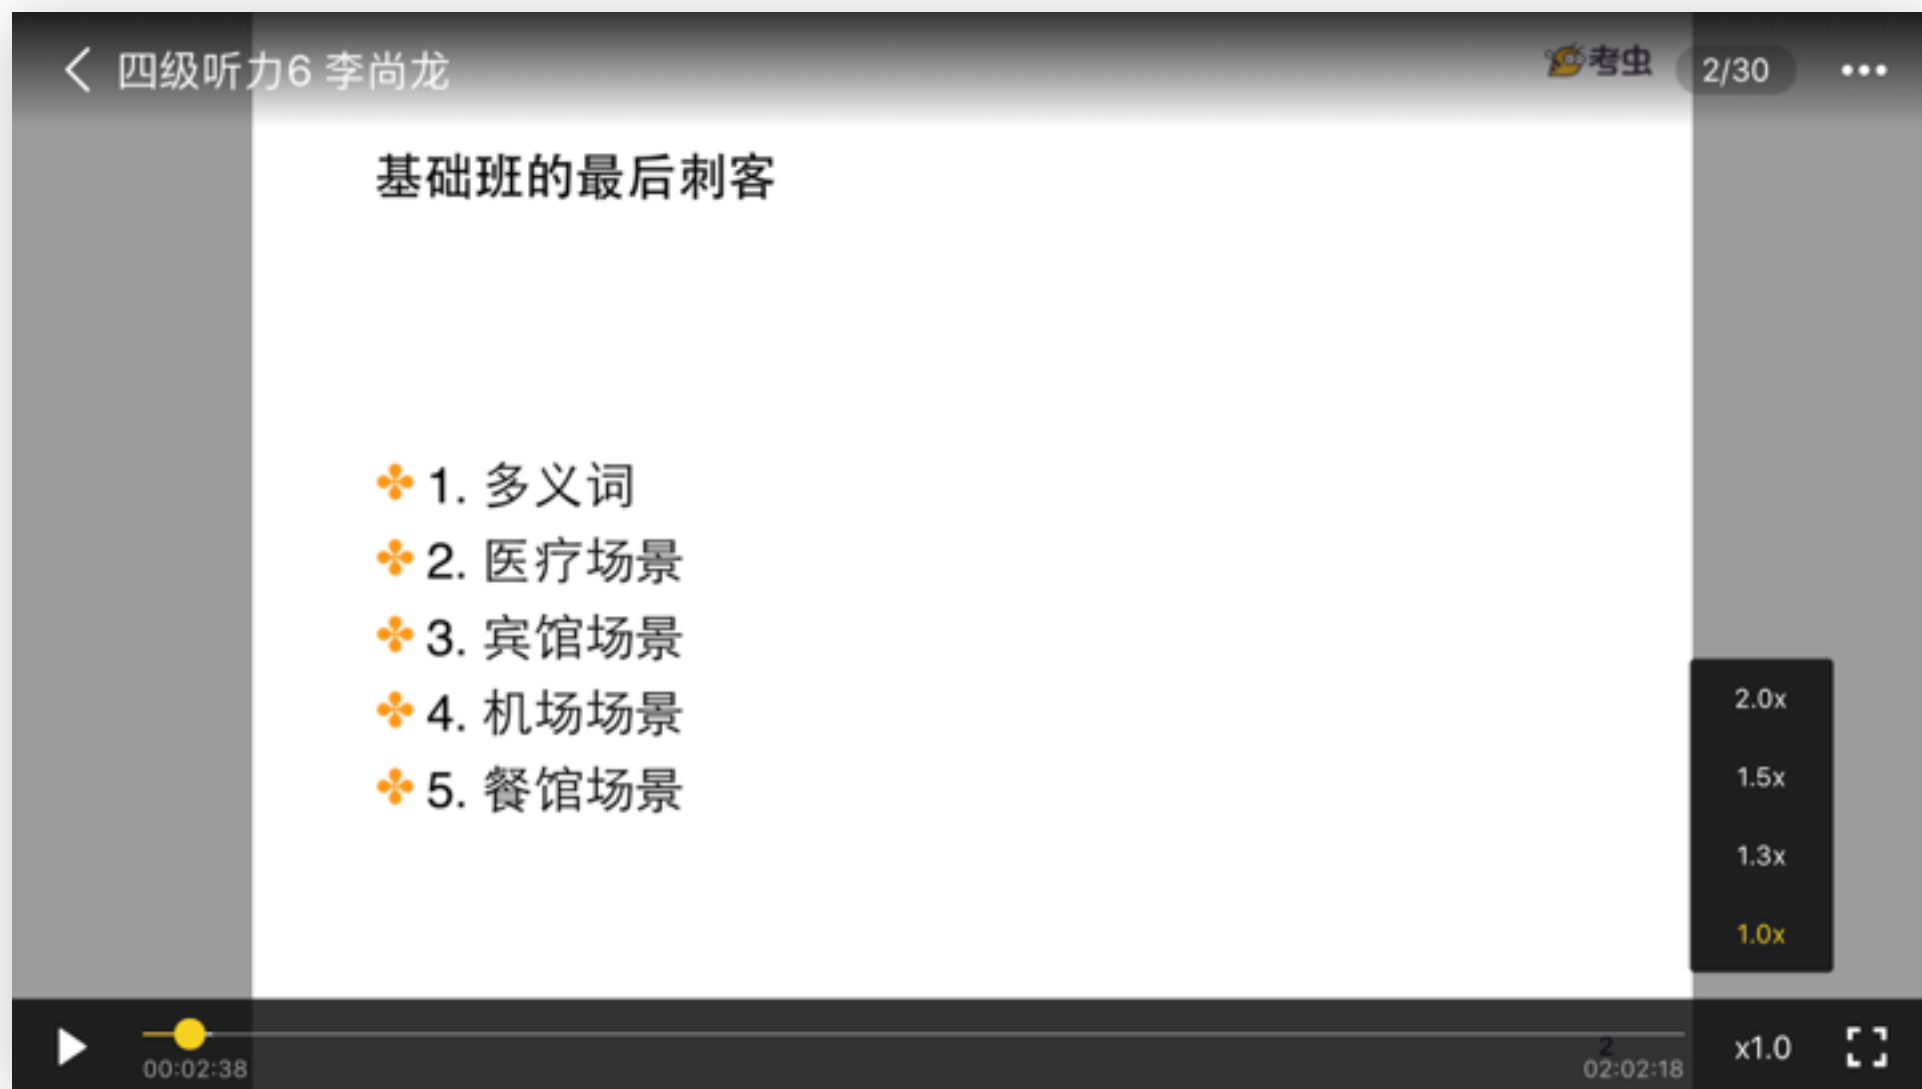 四级听力6 李尚龙
考虫
2/30
基础班的最后刺客
1. 多义词
2. 医疗场景
3. 宾馆场景
4. 机场场景
5. 餐馆场景
2.0x
1.5x
1.3x
1.0x
2
00:02:38
02:02:18
x1.0